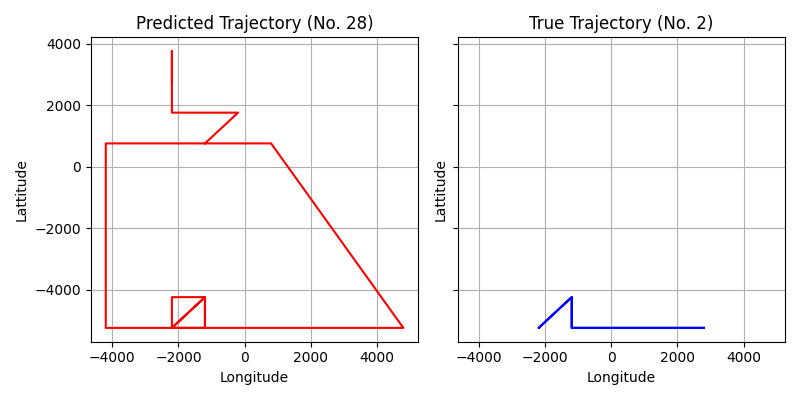 Predicted Trajectory (No. 28)
4000
2000
0
−2000
−4000
Lattitude
−4000 −2000 0 2000 4000
Longitude
True Trajectory (No. 2)
Lattitude
−4000 −2000 0 2000 4000
Longitude